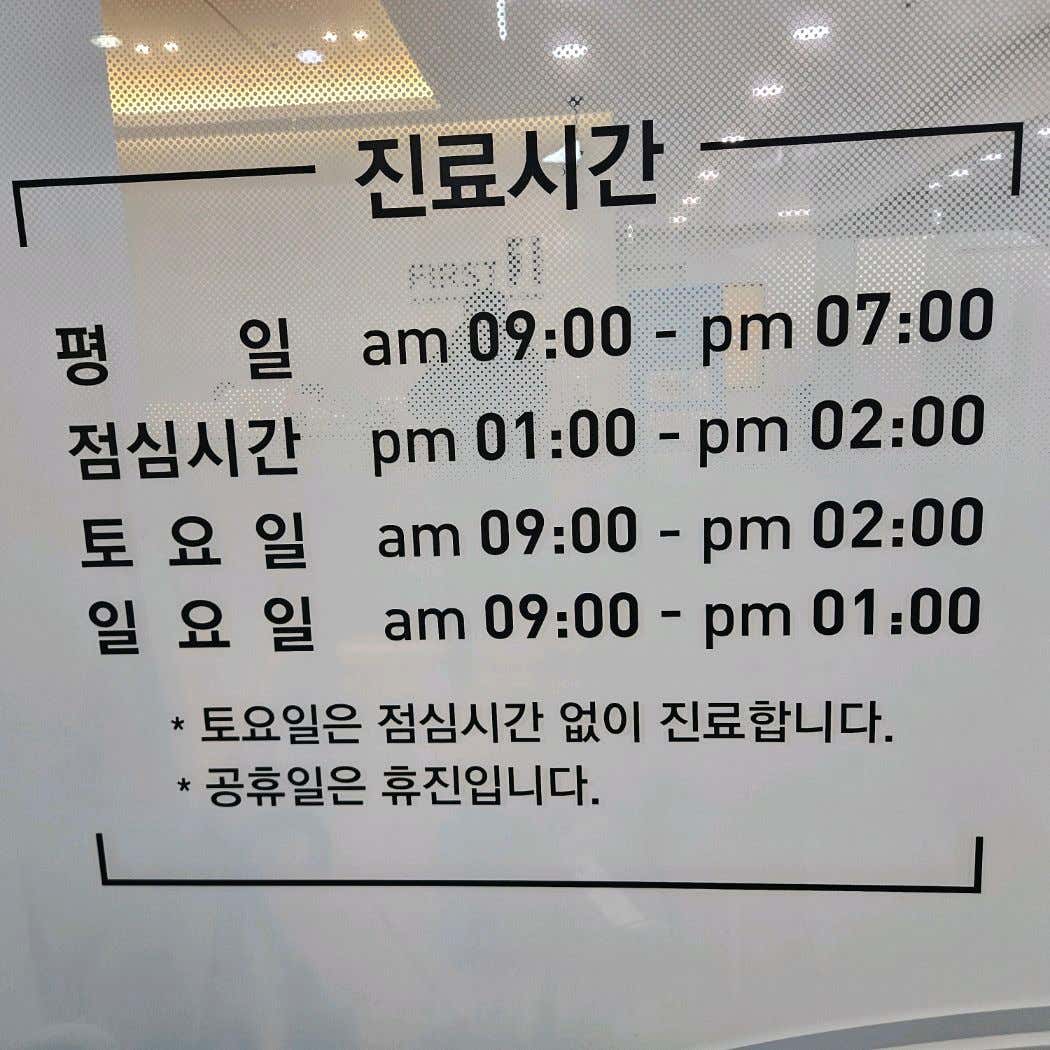 진료시간
FIRST
평 일 am 09:00 - pm 07:00
점심시간 pm 01:00 - pm 02:00
토 요 일 am 09:00 - pm 02:00
일 요 일 am 09:00 - pm 01:00
* 토요일은 점심시간 없이 진료합니다.
* 공휴일은 휴진입니다.